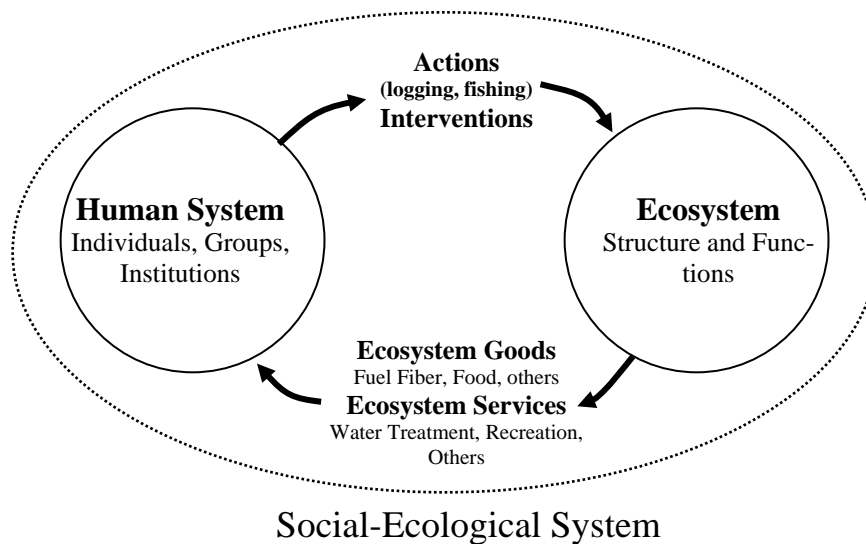 Actions
(logging, fishing)
Interventions
Human System
Individuals, Groups,
Institutions
Ecosystem
Structure and Func-
tions
Ecosystem Goods
Fuel Fiber, Food, others
Ecosystem Services
Water Treatment, Recreation,
Others
Social-Ecological System